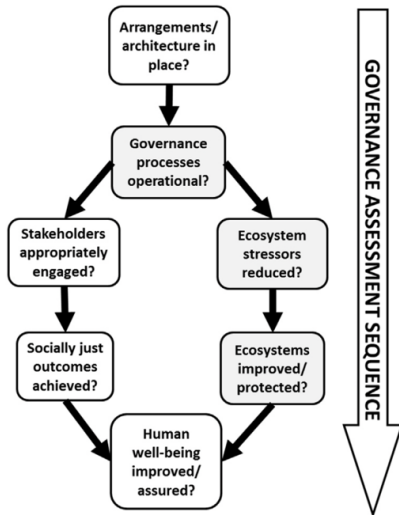 Arrangements/
architecture in
place?
Governance
processes
operational?
Stakeholders
appropriately
engaged?
Ecosystem
stressors
reduced?
Socially just
outcomes
achieved?
Ecosystems
improved/
protected?
Human
well-being
improved/
assured?
GOVERNANCE ASSESSMENT SEQUENCE